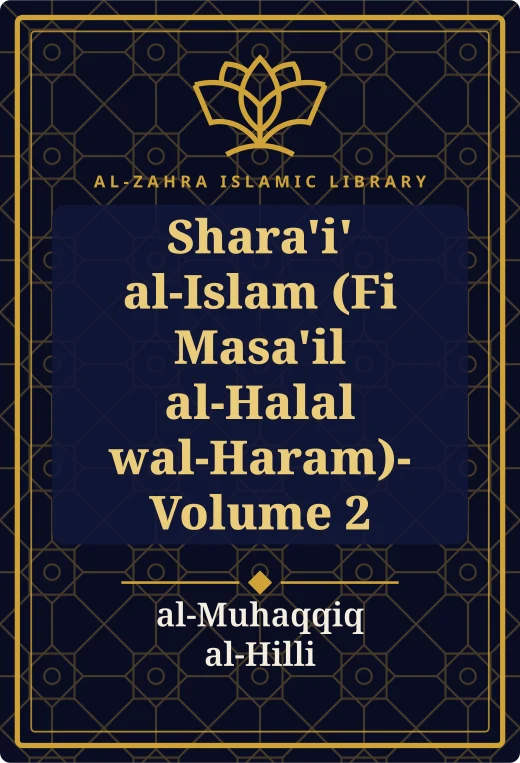 AL-ZAHRA ISLAMIC LIBRARY
Shara'i'
al-Islam (Fi
Masa'il
al-Halal
wal-Haram)-
Volume 2
al-Muhaqqiq
al-Hilli